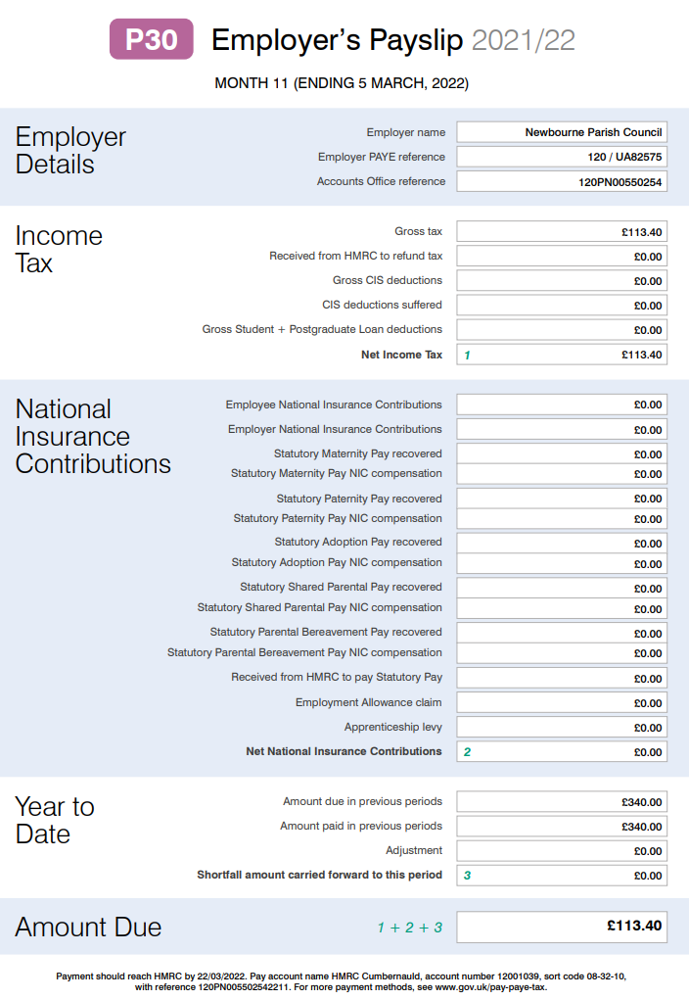 P30 Employer's Payslip 2021/22
MONTH 11 (ENDING 5 MARCH, 2022)
Employer
Details
Employer name Newbourne Parish Council
Employer PAYE reference 120 / UA82575
Accounts Office reference 120PN00550254
Income
Tax
Gross tax £113.40
Received from HMRC to refund tax £0.00
Gross CIS deductions £0.00
CIS deductions suffered £0.00
Gross Student + Postgraduate Loan deductions £0.00
Net Income Tax 1 £113.40
National
Insurance
Contributions
Employee National Insurance Contributions £0.00
Employer National Insurance Contributions £0.00
Statutory Maternity Pay recovered £0.00
Statutory Maternity Pay NIC compensation £0.00
Statutory Paternity Pay recovered £0.00
Statutory Paternity Pay NIC compensation £0.00
Statutory Adoption Pay recovered £0.00
Statutory Adoption Pay NIC compensation £0.00
Statutory Shared Parental Pay recovered £0.00
Statutory Shared Parental Pay NIC compensation £0.00
Statutory Parental Bereavement Pay recovered £0.00
Statutory Parental Bereavement Pay NIC compensation £0.00
Received from HMRC to pay Statutory Pay £0.00
Employment Allowance claim £0.00
Apprenticeship levy £0.00
Net National Insurance Contributions 2 £0.00
Year to
Date
Amount due in previous periods £340.00
Amount paid in previous periods £340.00
Adjustment £0.00
Shortfall amount carried forward to this period 3 £0.00
Amount Due 1 + 2 + 3 £113.40
Payment should reach HMRC by 22/03/2022. Pay account name HMRC Cumbernauld, account number 12001039, sort code 08-32-10,
with reference 120PN005502542211. For more payment methods, see www.gov.uk/pay-paye-tax.